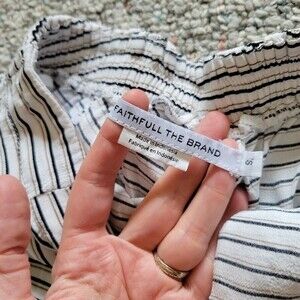 FAITHFULL THE BRAND
S
Made in Indonesia
Fabriqué en Indonésie